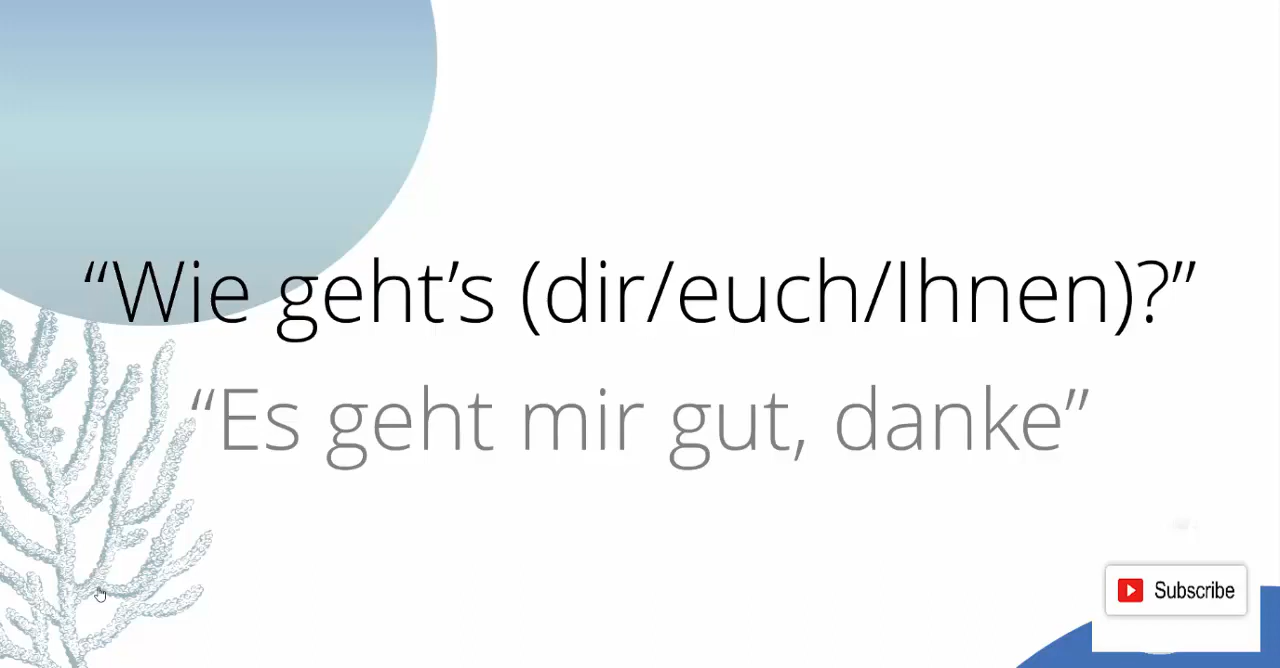 “Wie geht’s (dir/euch/Ihnen)?”
“Es geht mir gut, danke”
Subscribe